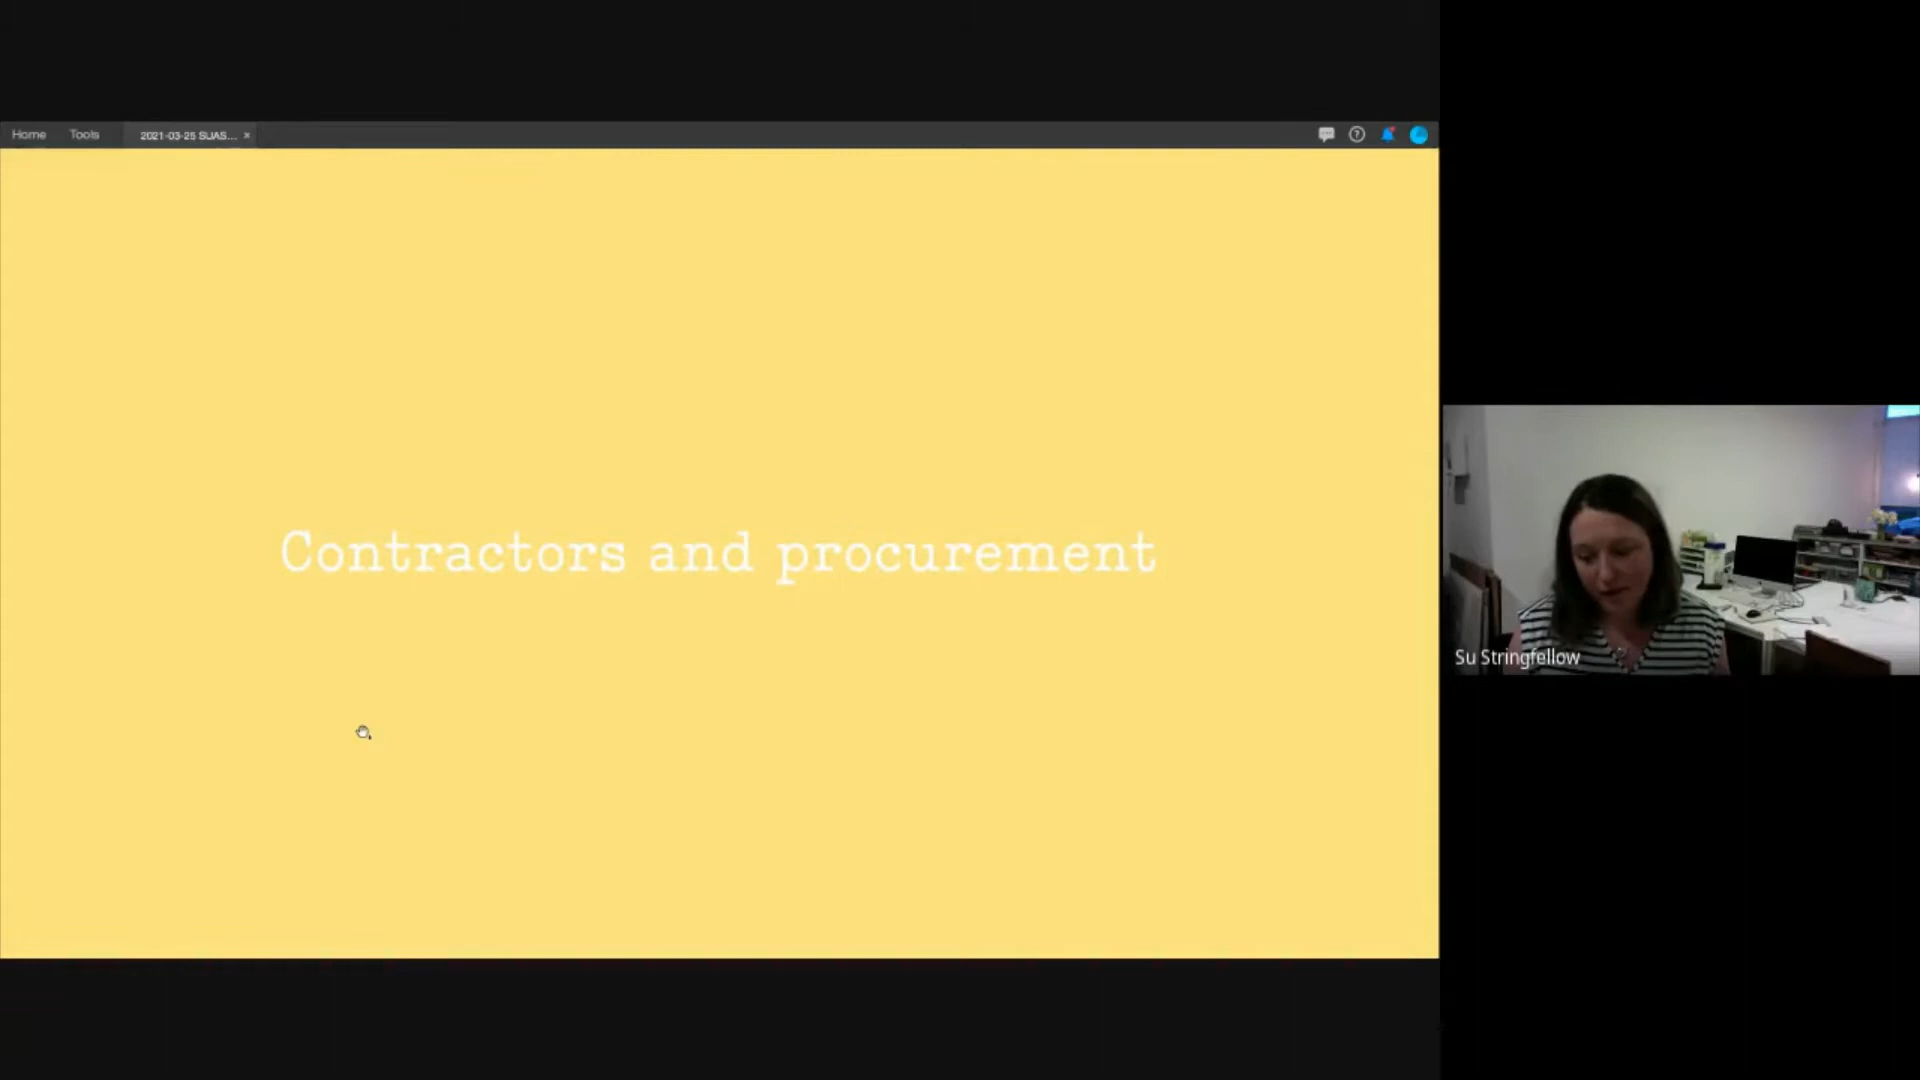 Home Tools 2021-03-25 SUAS... ×
Contractors and procurement
Su Stringfellow